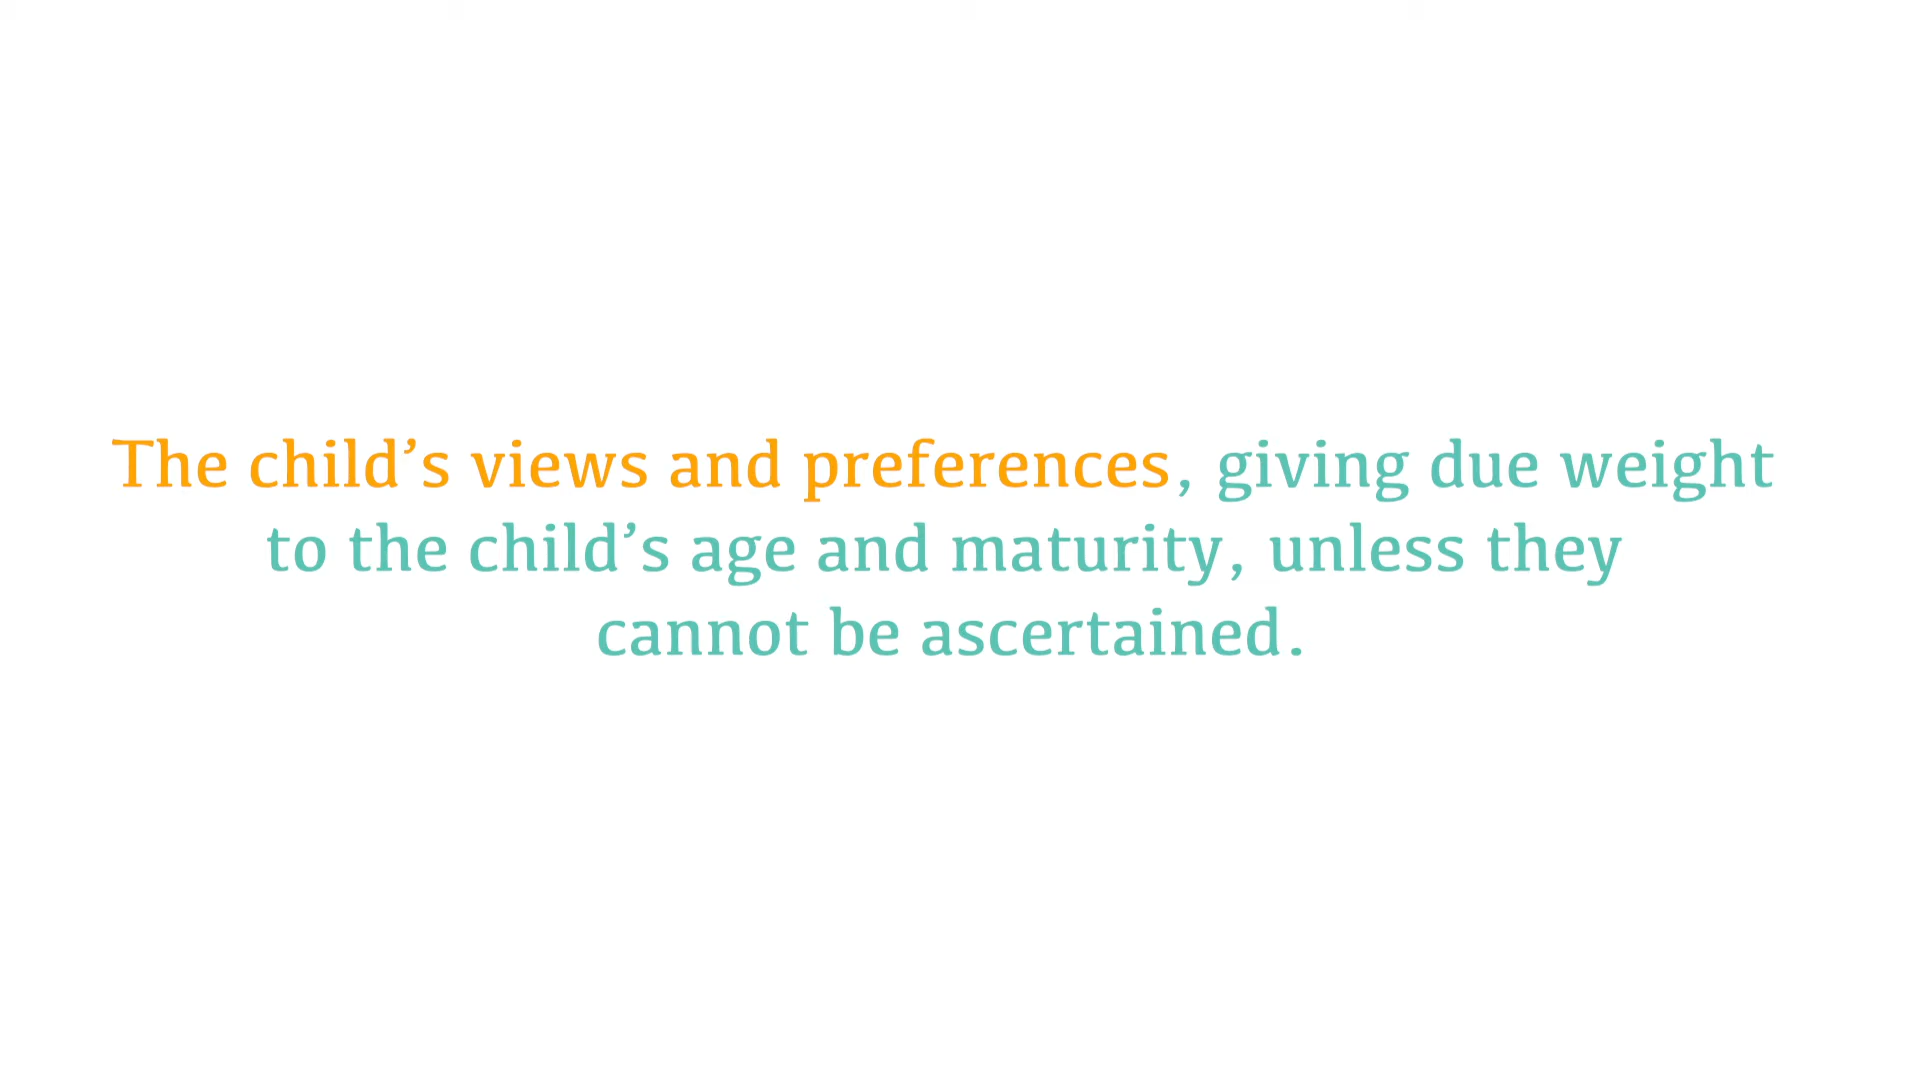 The child’s views and preferences, giving due weight
to the child’s age and maturity, unless they
cannot be ascertained.